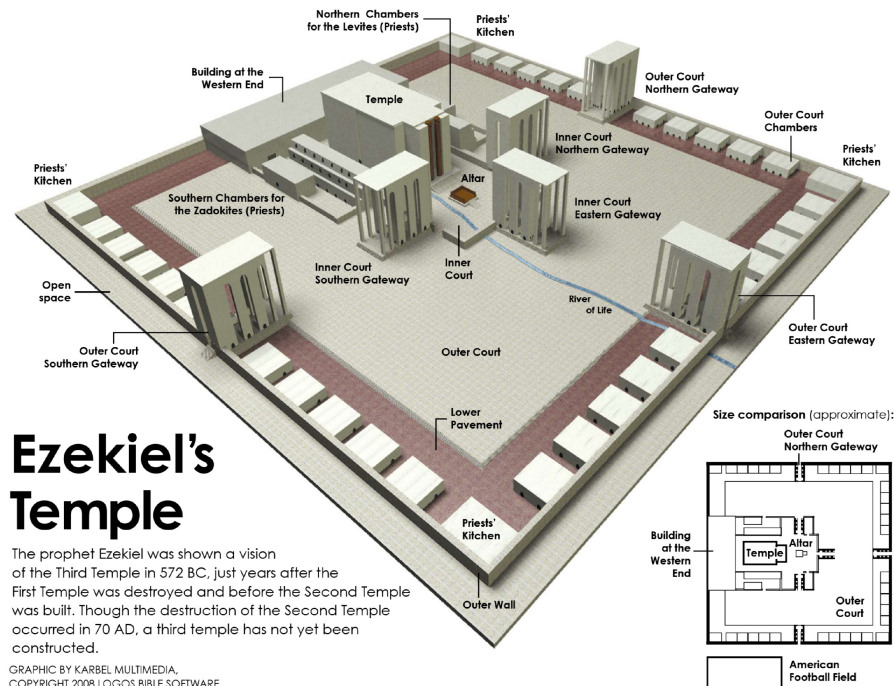 Northern Chambers
for the Levites (Priests)
Priests'
Kitchen
Building at the
Western End
Temple
Outer Court
Northern Gateway
Inner Court
Northern Gateway
Outer Court
Chambers
Priests'
Kitchen
Priests'
Kitchen
Southern Chambers for
the Zadokites (Priests)
Altar
Inner Court
Eastern Gateway
Inner Court
Southern Gateway
Inner
Court
Open
space
River
of Life
Outer Court
Southern Gateway
Outer Court
Outer Court
Eastern Gateway
Lower
Pavement
Priests'
Kitchen
Outer Wall
Ezekiel's
Temple
The prophet Ezekiel was shown a vision
of the Third Temple in 572 BC, just years after the
First Temple was destroyed and before the Second Temple
was built. Though the destruction of the Second Temple
occurred in 70 AD, a third temple has not yet been
constructed.
GRAPHIC BY KARBEL MULTIMEDIA,
COPYRIGHT 2008 LOGOS BIBLE SOFTWARE
Size comparison (approximate):
Outer Court
Northern Gateway
Building
at the
Western
End
Temple
Altar
Outer
Court
American
Football Field